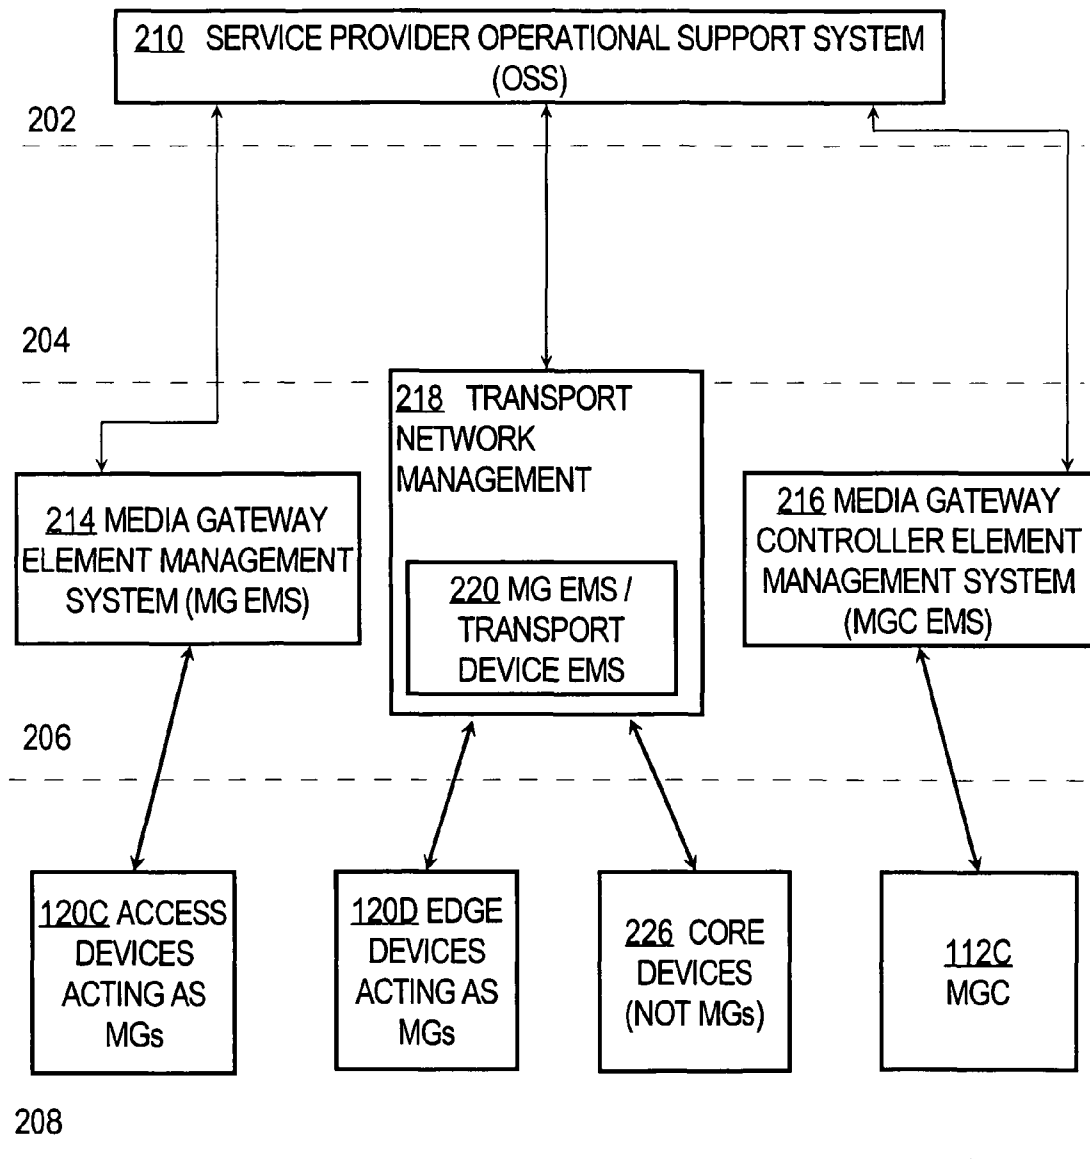 210 SERVICE PROVIDER OPERATIONAL SUPPORT SYSTEM
(OSS)
202
204
218 TRANSPORT
NETWORK
MANAGEMENT
214 MEDIA GATEWAY
ELEMENT MANAGEMENT
SYSTEM (MG EMS)
220 MG EMS /
TRANSPORT
DEVICE EMS
216 MEDIA GATEWAY
CONTROLLER ELEMENT
MANAGEMENT SYSTEM
(MGC EMS)
206
120C ACCESS
DEVICES
ACTING AS
MGs
120D EDGE
DEVICES
ACTING AS
MGs
226 CORE
DEVICES
(NOT MGs)
112C
MGC
208